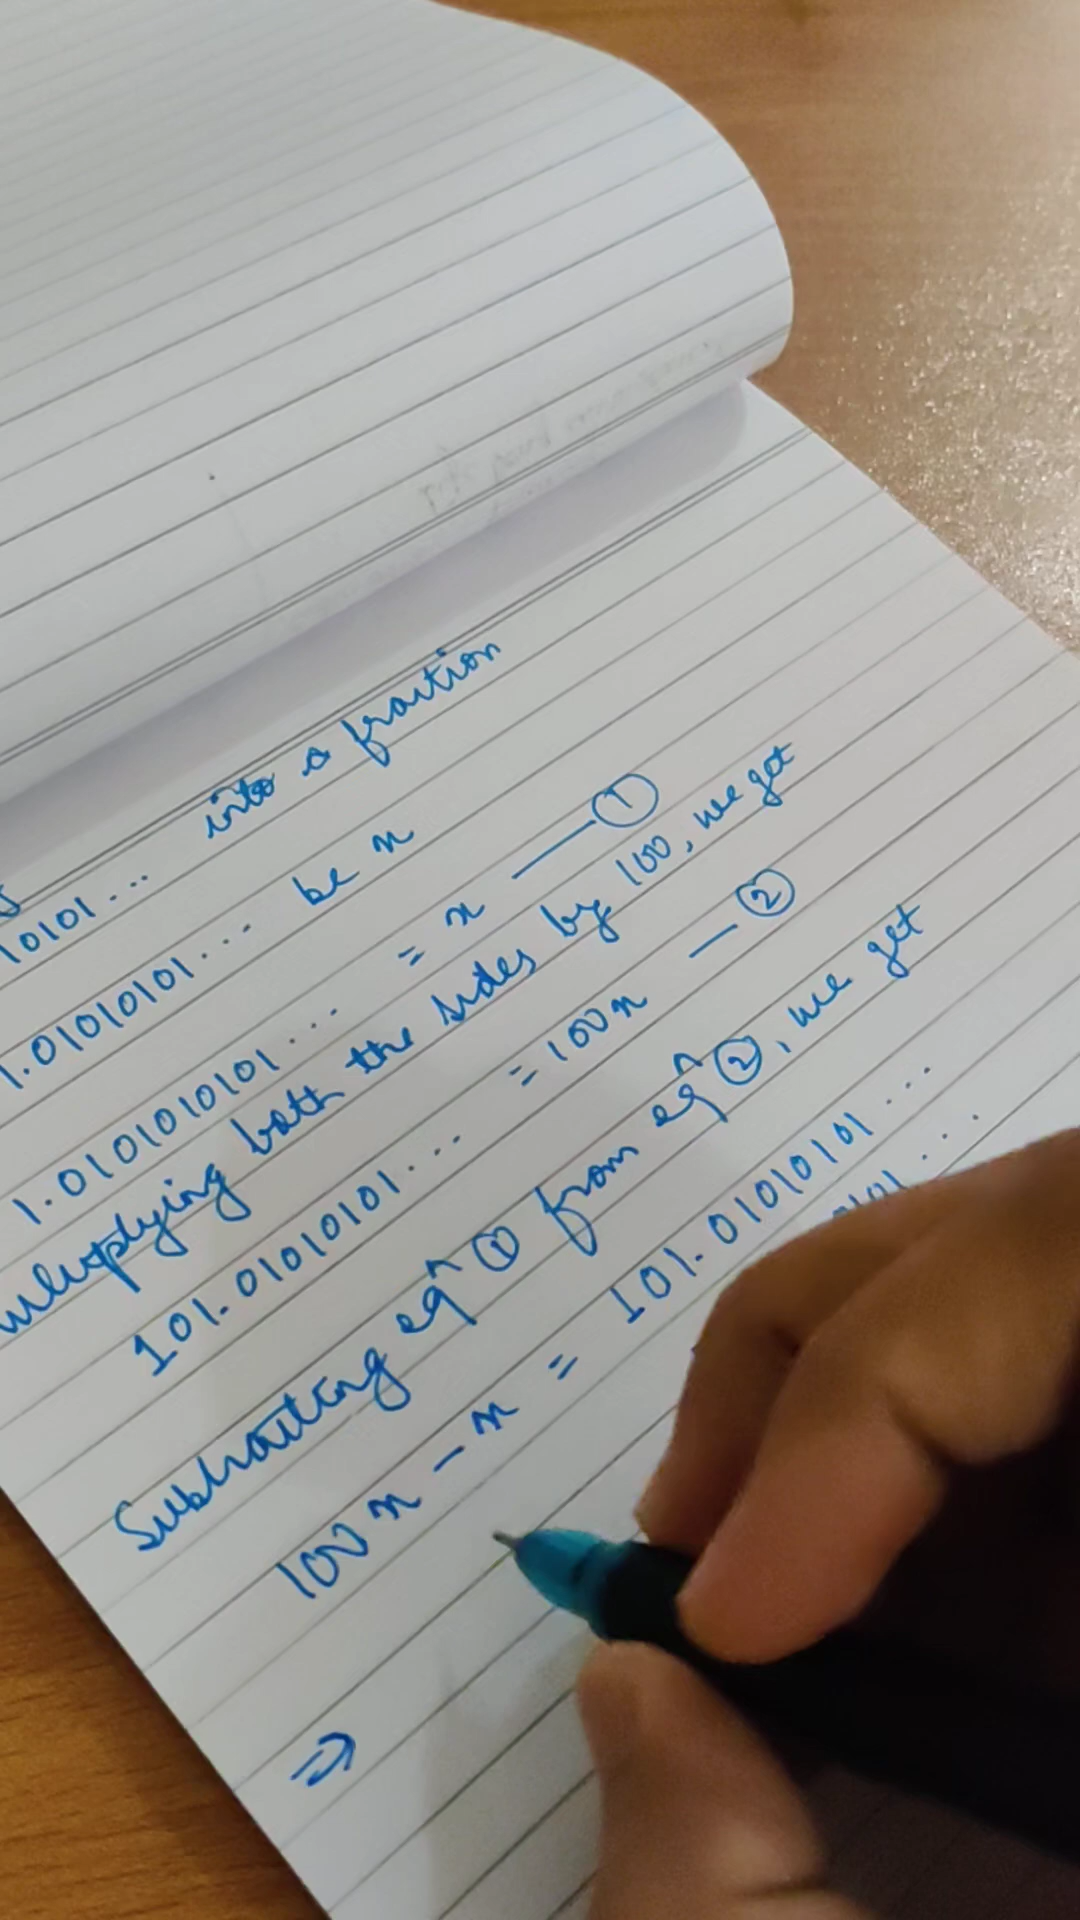 into a fraction
10101...
1.01010101... be x
1.0101010101... = x — ①
Multiplying both the sides by 100, we get
101.01010101... = 100x — ②
Subtracting eqⁿ ① from eqⁿ ②, we get
100x - x = 101.01010101...
0101...
⇒